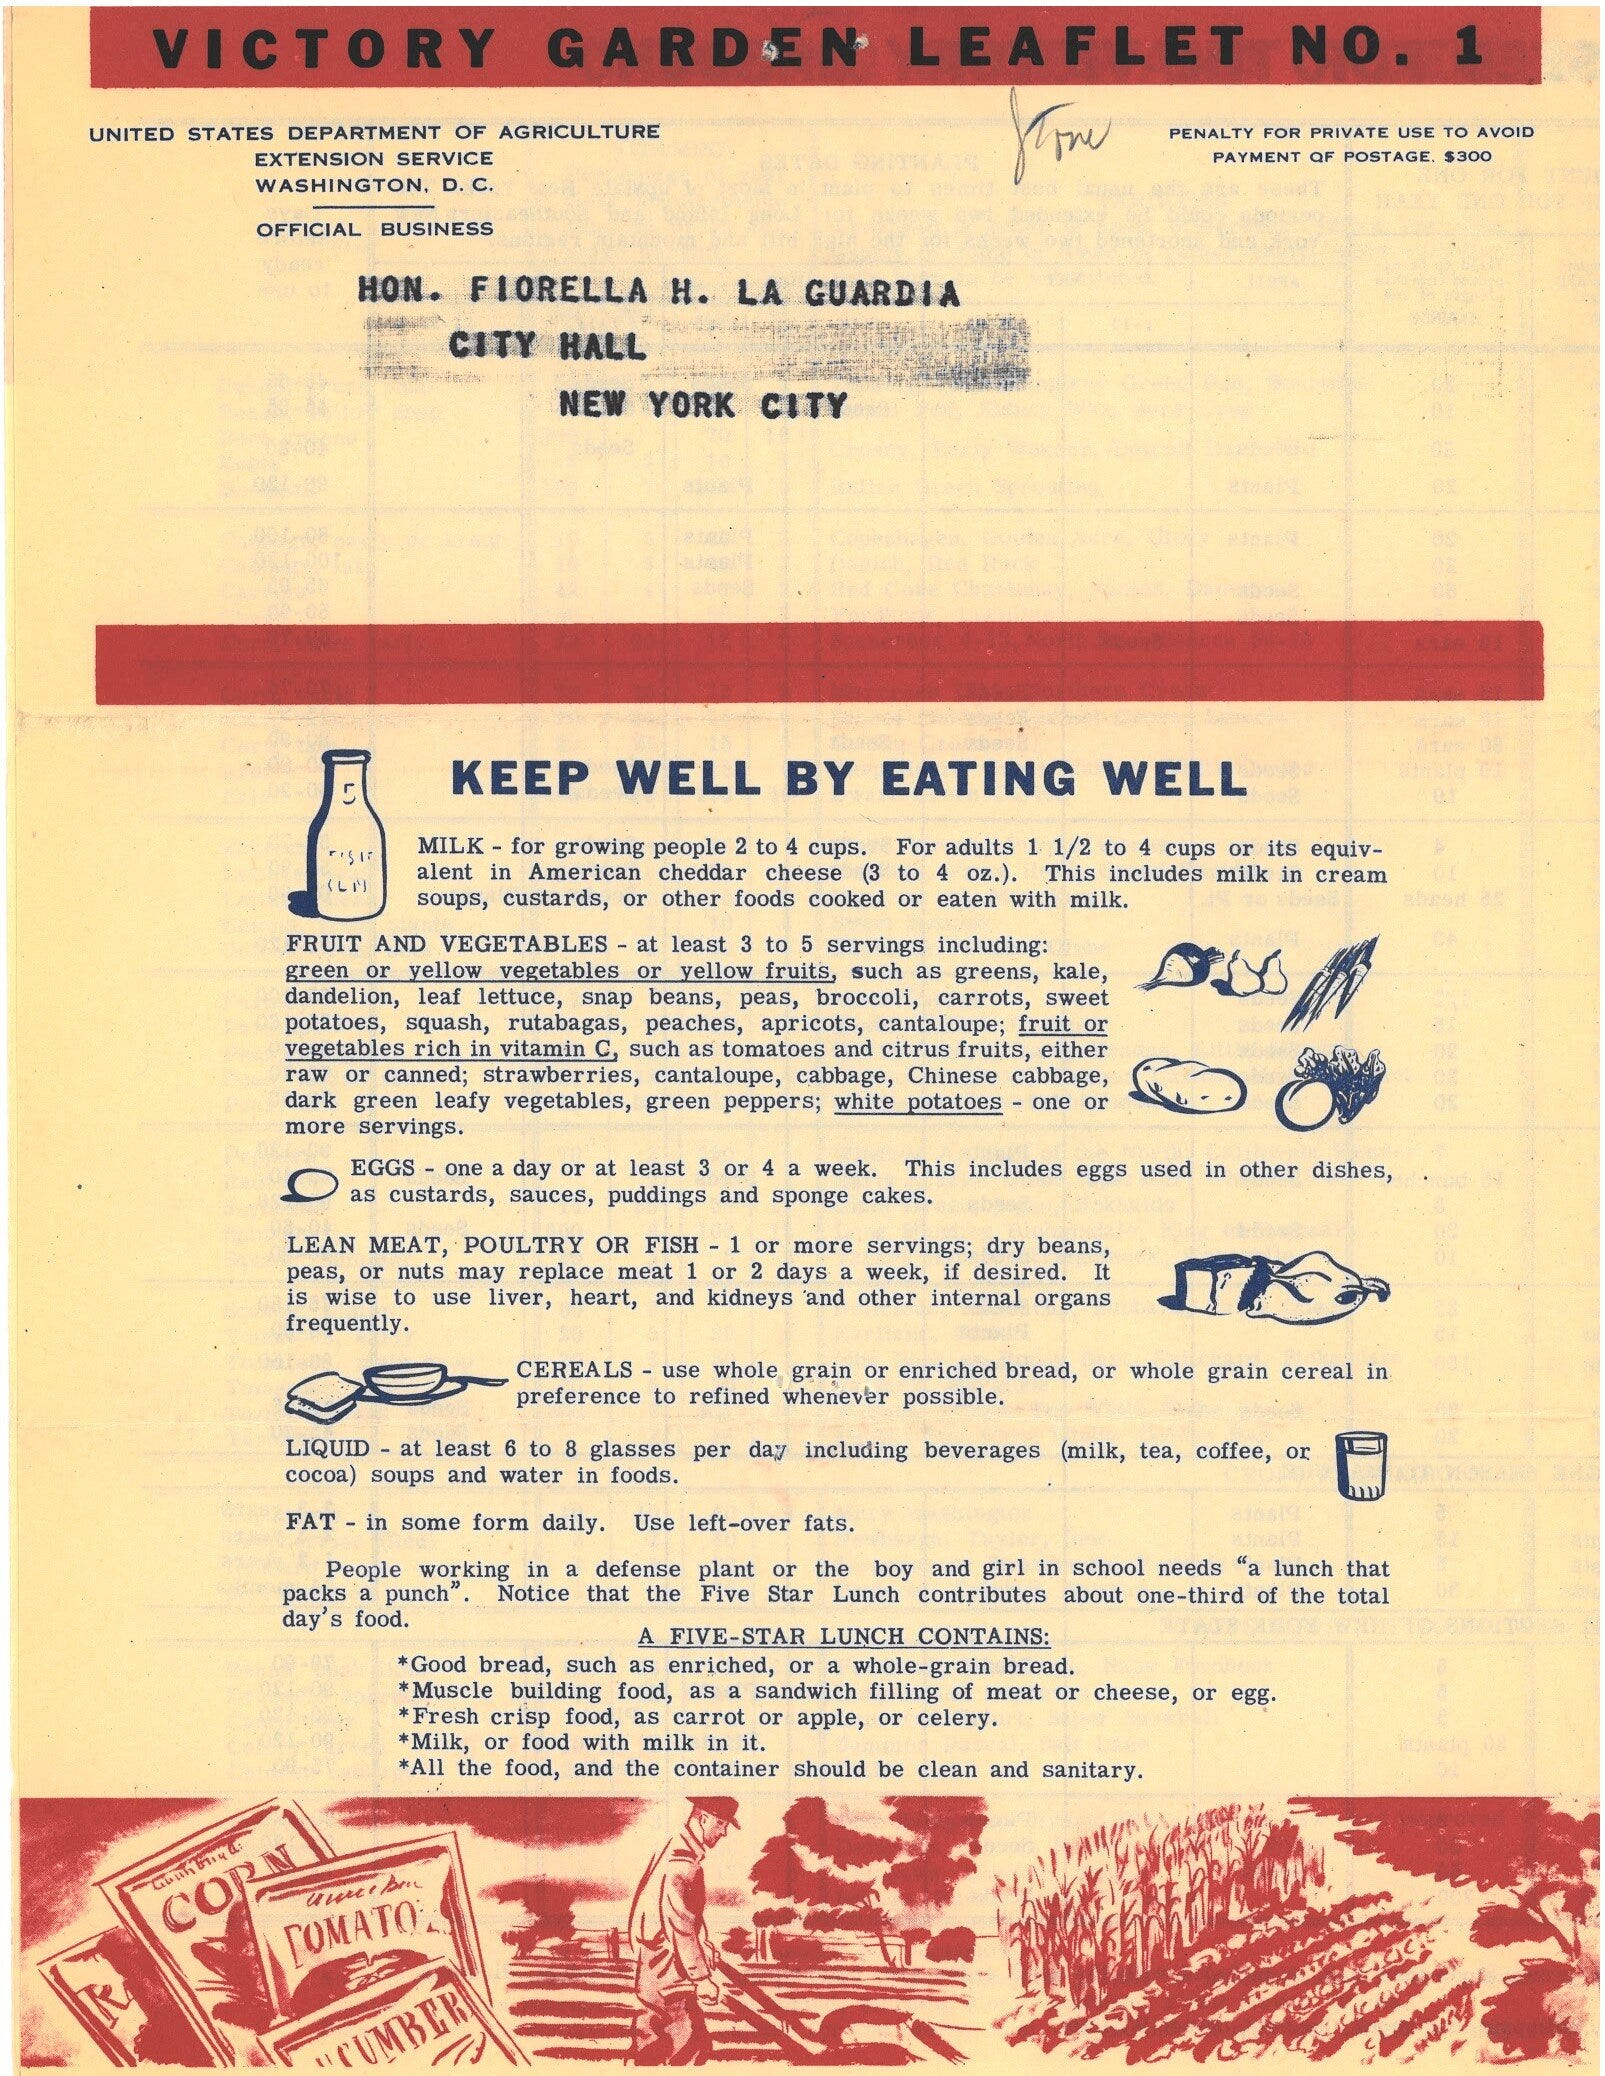 VICTORY GARDEN LEAFLET NO. 1
UNITED STATES DEPARTMENT OF AGRICULTURE
EXTENSION SERVICE
WASHINGTON, D. C.
OFFICIAL BUSINESS
PENALTY FOR PRIVATE USE TO AVOID
PAYMENT OF POSTAGE. $300
HON. FIORELLA H. LA GUARDIA
CITY HALL
NEW YORK CITY
KEEP WELL BY EATING WELL
MILK - for growing people 2 to 4 cups. For adults 1 1/2 to 4 cups or its equiv-
alent in American cheddar cheese (3 to 4 oz.). This includes milk in cream
soups, custards, or other foods cooked or eaten with milk.
FRUIT AND VEGETABLES - at least 3 to 5 servings including:
green or yellow vegetables or yellow fruits, such as greens, kale,
dandelion, leaf lettuce, snap beans, peas, broccoli, carrots, sweet
potatoes, squash, rutabagas, peaches, apricots, cantaloupe; fruit or
vegetables rich in vitamin C, such as tomatoes and citrus fruits, either
raw or canned; strawberries, cantaloupe, cabbage, Chinese cabbage,
dark green leafy vegetables, green peppers; white potatoes - one or
more servings.
EGGS - one a day or at least 3 or 4 a week. This includes eggs used in other dishes,
as custards, sauces, puddings and sponge cakes.
LEAN MEAT, POULTRY OR FISH - 1 or more servings; dry beans,
peas, or nuts may replace meat 1 or 2 days a week, if desired. It
is wise to use liver, heart, and kidneys and other internal organs
frequently.
CEREALS - use whole grain or enriched bread, or whole grain cereal in
preference to refined whenever possible.
LIQUID - at least 6 to 8 glasses per day including beverages (milk, tea, coffee, or
cocoa) soups and water in foods.
FAT - in some form daily. Use left-over fats.
People working in a defense plant or the boy and girl in school needs “a lunch that
packs a punch”. Notice that the Five Star Lunch contributes about one-third of the total
day's food.
A FIVE-STAR LUNCH CONTAINS:
*Good bread, such as enriched, or a whole-grain bread.
*Muscle building food, as a sandwich filling of meat or cheese, or egg.
*Fresh crisp food, as carrot or apple, or celery.
*Milk, or food with milk in it.
*All the food, and the container should be clean and sanitary.
CORN
TOMATO
CUMBER